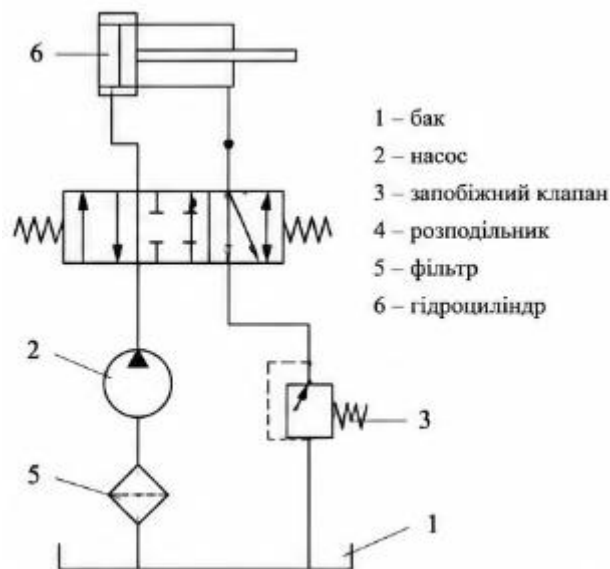 6
1 – бак
2 – насос
3 – запобіжний клапан
4 – розподільник
5 – фільтр
6 – гідроциліндр
2
3
5
1